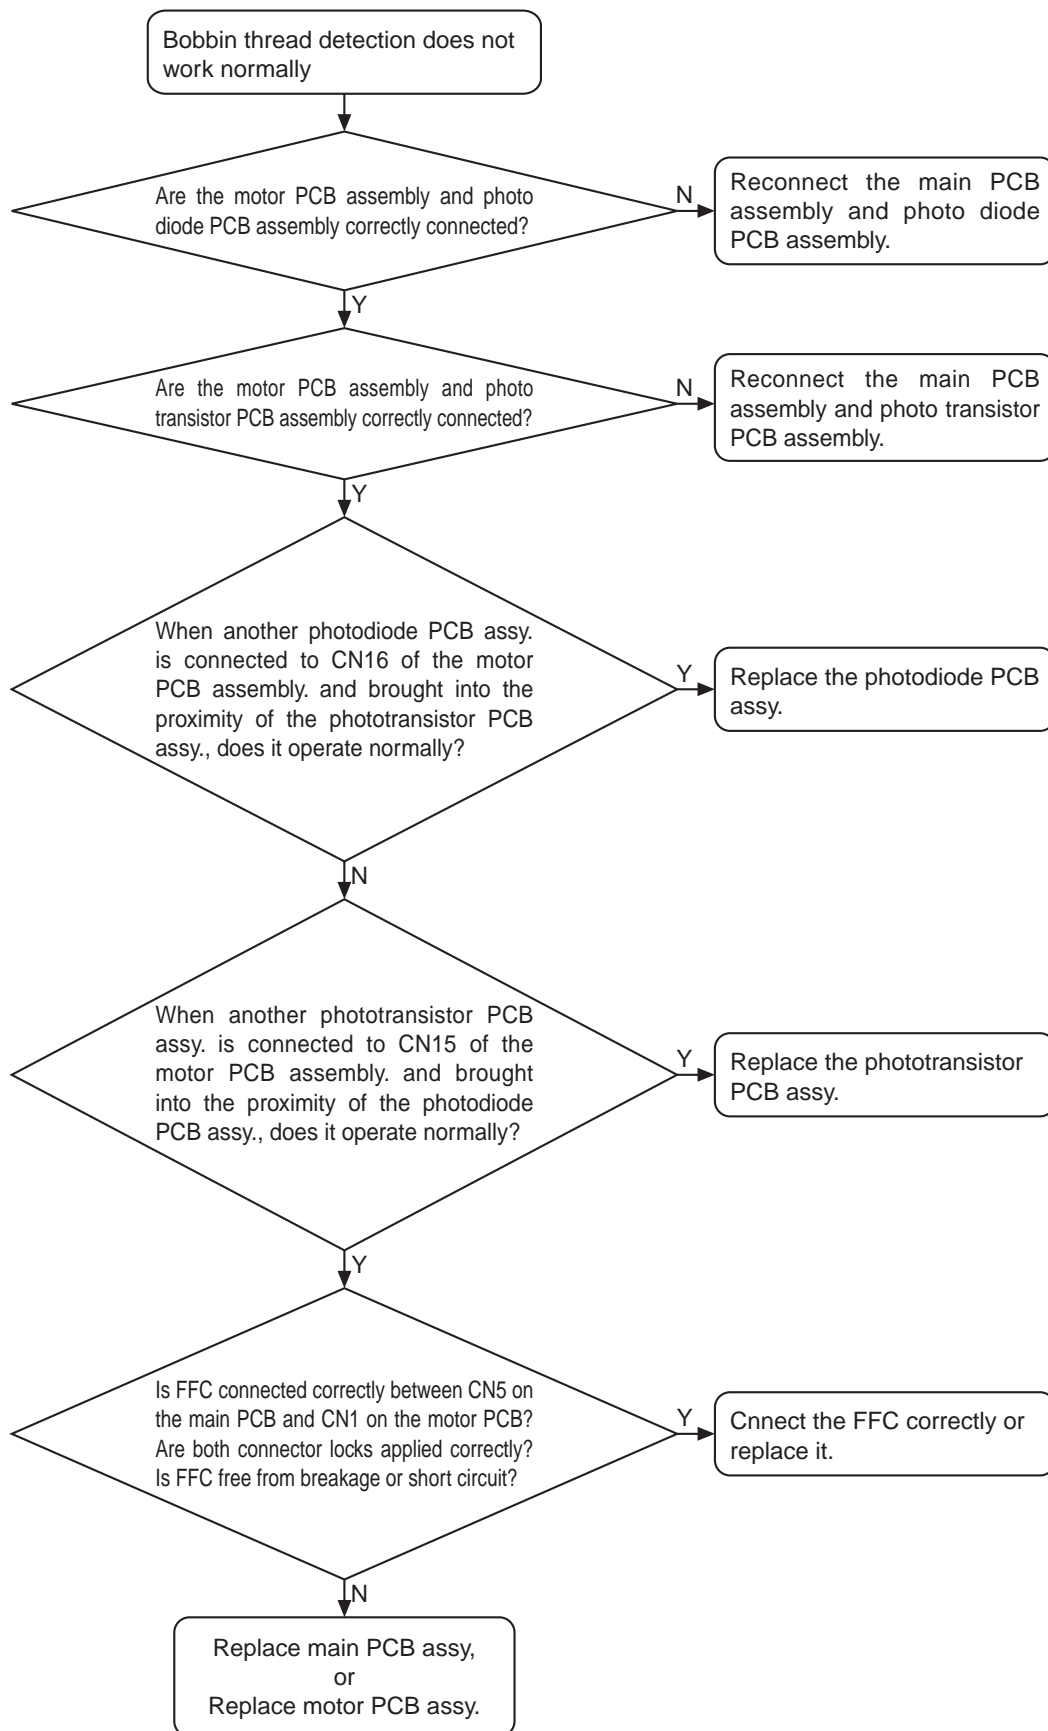 Bobbin thread detection does not
work normally
Are the motor PCB assembly and photo
diode PCB assembly correctly connected?
N
Reconnect the main PCB
assembly and photo diode
PCB assembly.
Y
Are the motor PCB assembly and photo
transistor PCB assembly correctly connected?
N
Reconnect the main PCB
assembly and photo transistor
PCB assembly.
Y
When another photodiode PCB assy.
is connected to CN16 of the motor
PCB assembly. and brought into the
proximity of the phototransistor PCB
assy., does it operate normally?
Y
Replace the photodiode PCB
assy.
N
When another phototransistor PCB
assy. is connected to CN15 of the
motor PCB assembly. and brought
into the proximity of the photodiode
PCB assy., does it operate normally?
Y
Replace the phototransistor
PCB assy.
Y
Is FFC connected correctly between CN5 on
the main PCB and CN1 on the motor PCB?
Are both connector locks applied correctly?
Is FFC free from breakage or short circuit?
Y
Cnnect the FFC correctly or
replace it.
N
Replace main PCB assy,
or
Replace motor PCB assy.